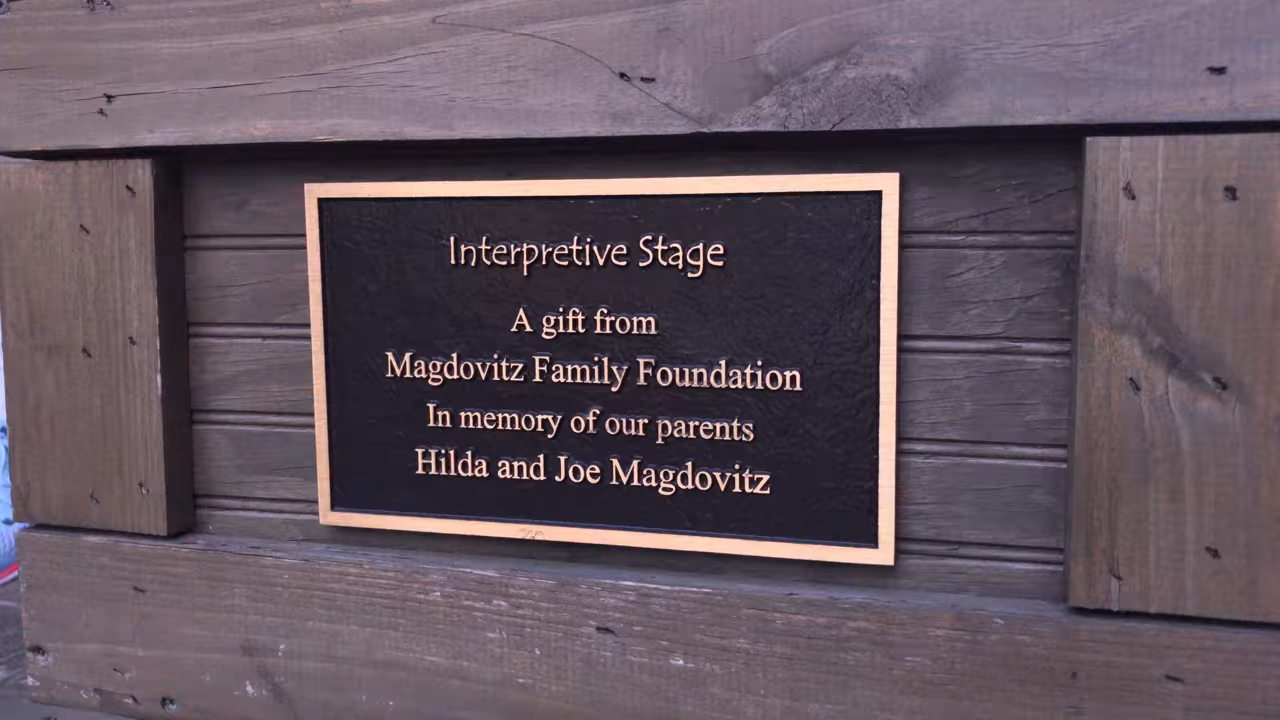 Interpretive Stage
A gift from
Magdovitz Family Foundation
In memory of our parents
Hilda and Joe Magdovitz